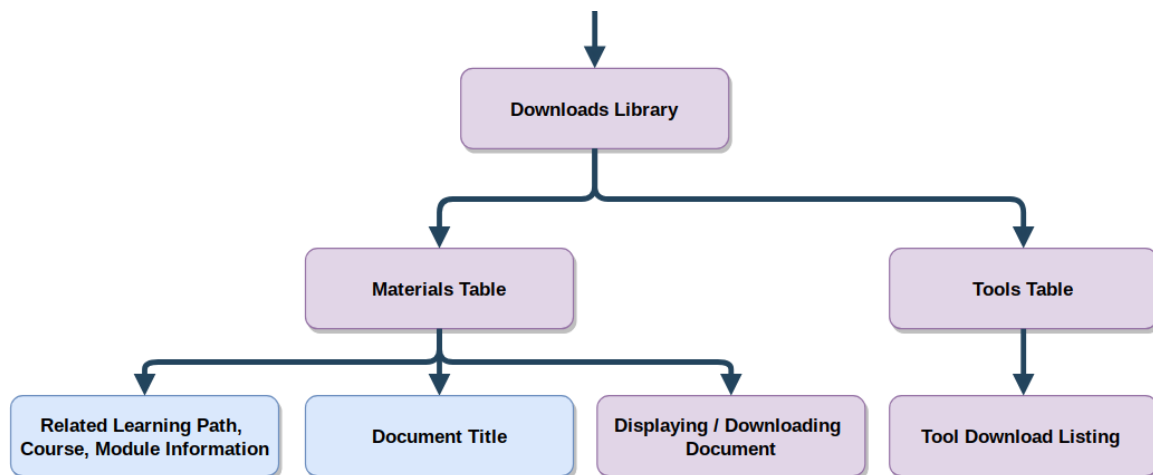 Downloads Library
Materials Table
Tools Table
Related Learning Path,
Course, Module Information
Document Title
Displaying / Downloading
Document
Tool Download Listing